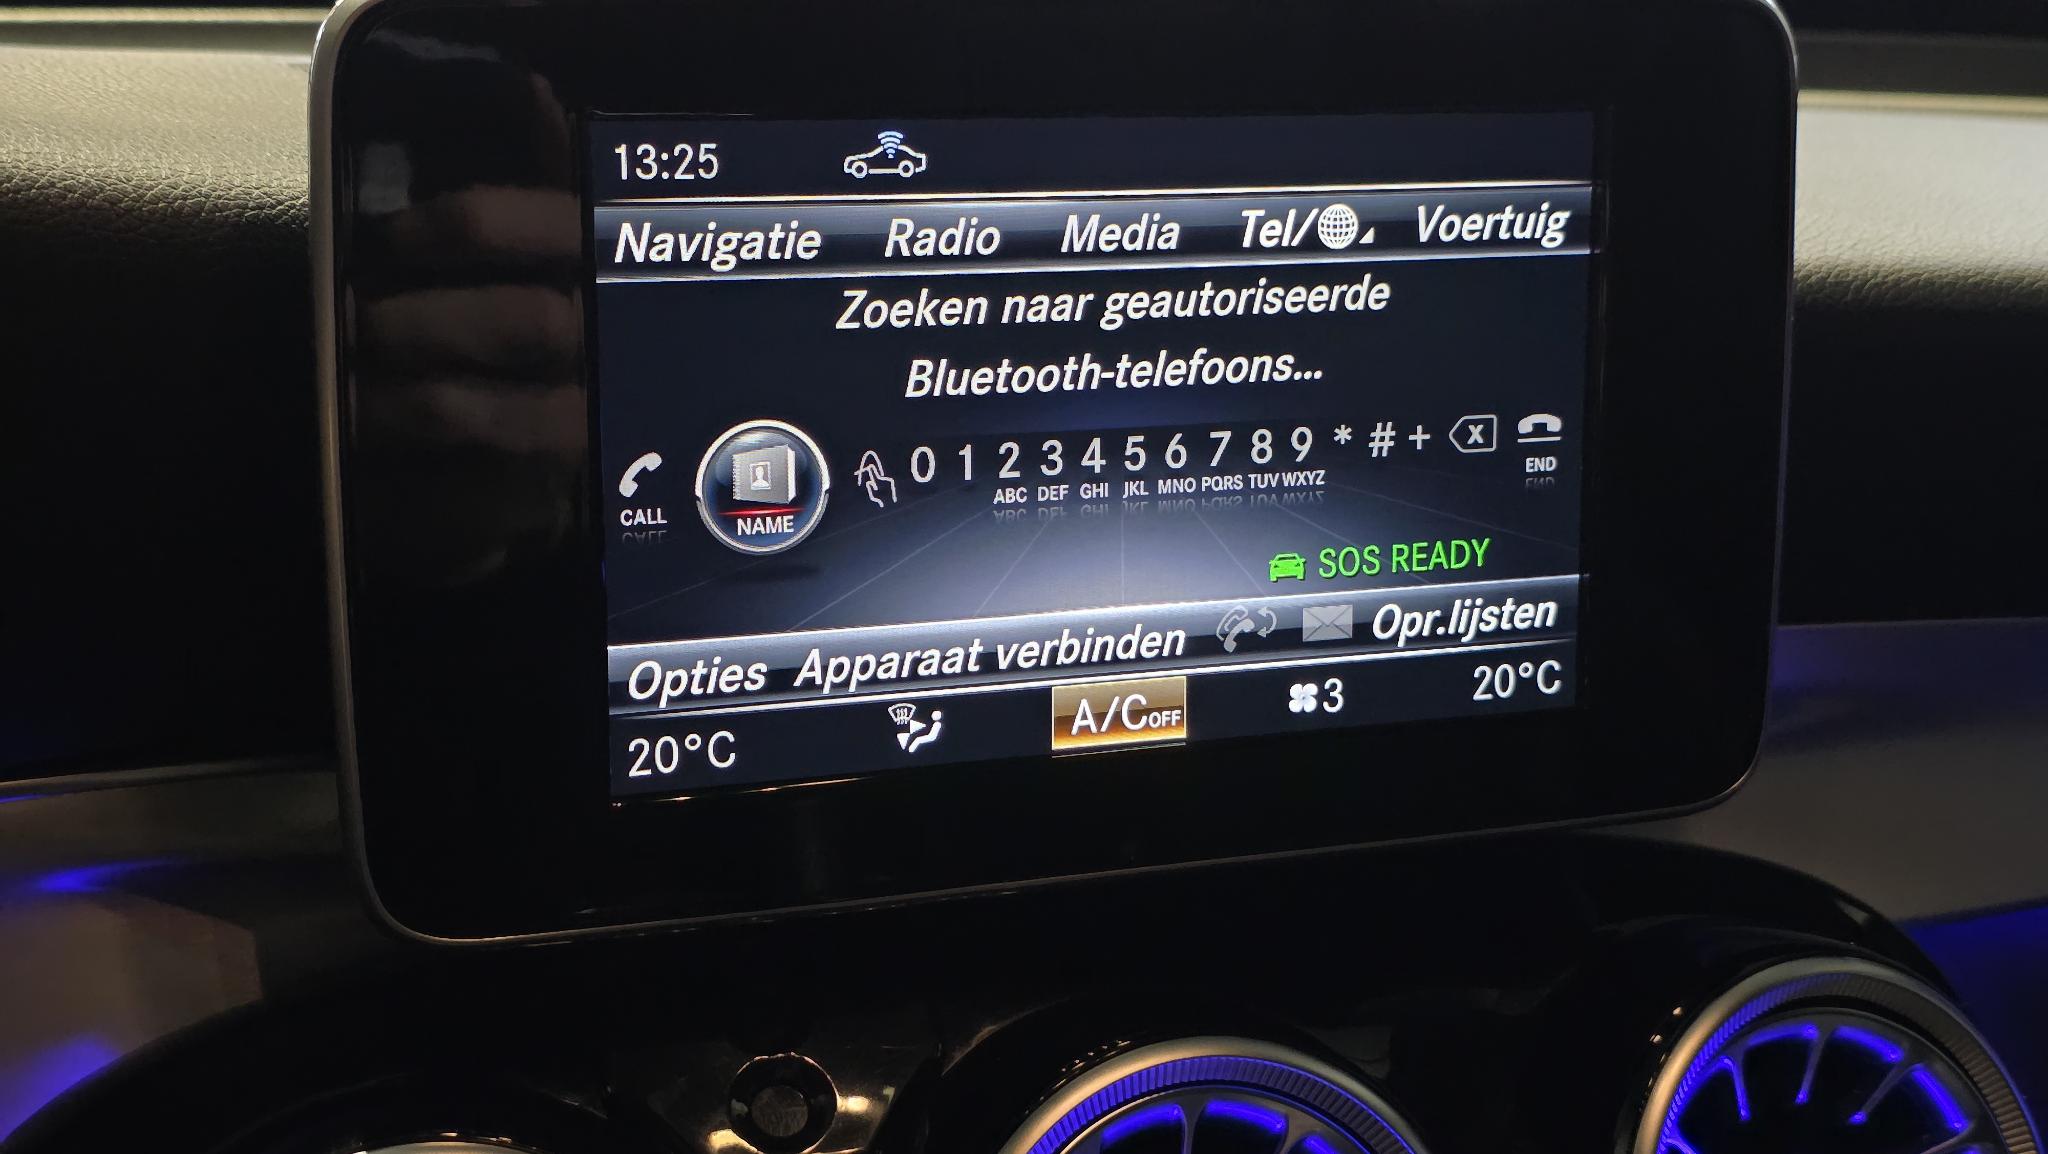 13:25
Navigatie Radio Media Tel/ Voertuig
Zoeken naar geautoriseerde
Bluetooth-telefoons...
0 1 2 3 4 5 6 7 8 9 * # + X
ABC DEF GHI JKL MNO PQRS TUV WXYZ
CALL NAME END
SOS READY
Opties Apparaat verbinden Opr.lijsten
20°C A/C OFF 3 20°C